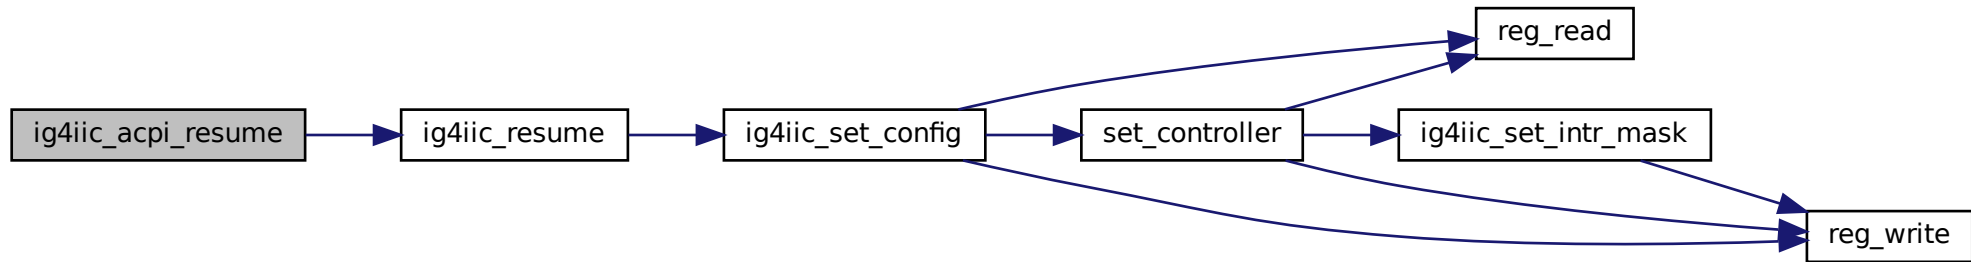 reg_read
ig4iic_acpi_resume
ig4iic_resume
ig4iic_set_config
set_controller
ig4iic_set_intr_mask
reg_write